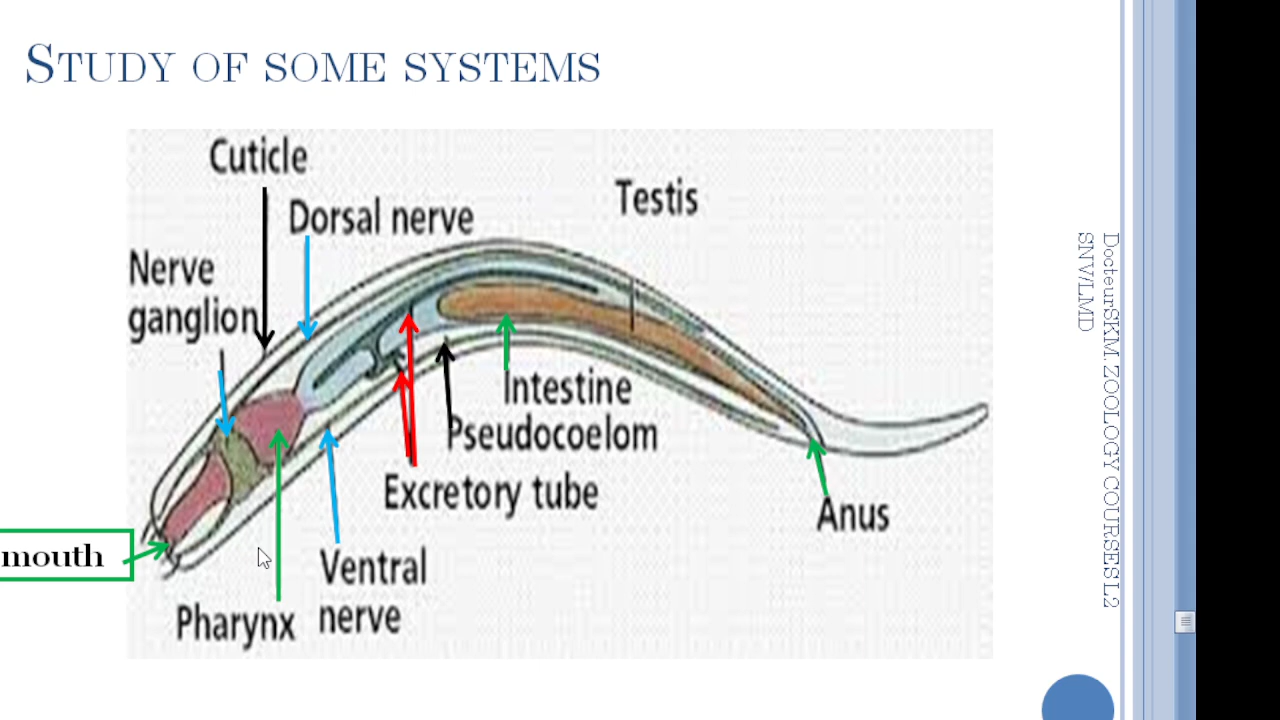 STUDY OF SOME SYSTEMS
Cuticle
Testis
Dorsal nerve
Nerve
ganglion
Intestine
Pseudocoelom
Excretory tube
Anus
mouth
Ventral
nerve
Pharynx
DocteurSKM ZOOLOGY COURSES L2
SNV/LMD